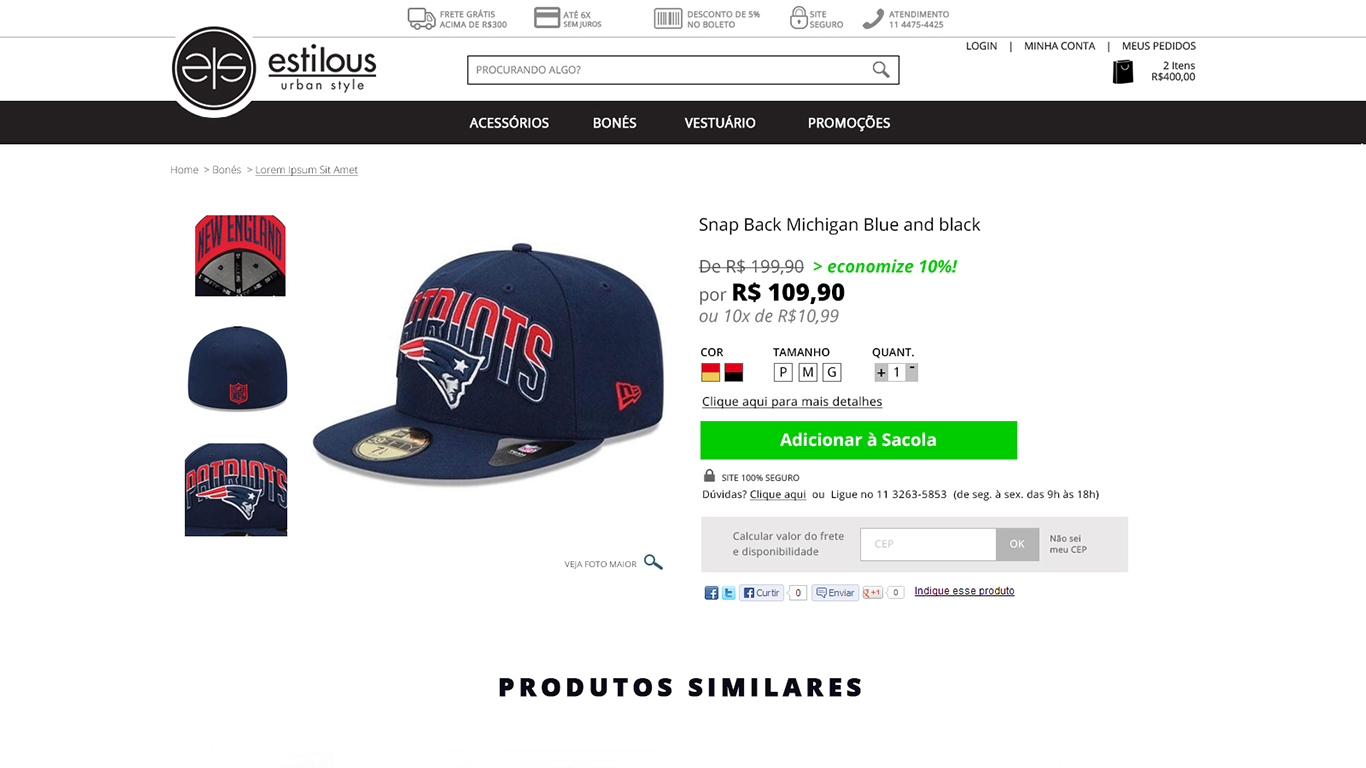 FRETE GRÁTIS
ACIMA DE R$300
ATÉ 6X
SEM JUROS
DESCONTO DE 5%
NO BOLETO
SITE
SEGURO
ATENDIMENTO
11 4475-4425
els
estilous
urban style
PROCURANDO ALGO?
LOGIN | MINHA CONTA | MEUS PEDIDOS
2 Itens
R$400,00
ACESSÓRIOS BONÉS VESTUÁRIO PROMOÇÕES
Home > Bonés > Lorem Ipsum Sit Amet
NEW ENGLAND
PATRIOTS
PATRIOTS
59FIFTY
VEJA FOTO MAIOR
Snap Back Michigan Blue and black
De R$ 199,90 > economize 10%!
por R$ 109,90
ou 10x de R$10,99
COR TAMANHO QUANT.
P M G + 1 -
Clique aqui para mais detalhes
Adicionar à Sacola
SITE 100% SEGURO
Dúvidas? Clique aqui ou Ligue no 11 3263-5853 (de seg. à sex. das 9h às 18h)
Calcular valor do frete
e disponibilidade
CEP
OK
Não sei
meu CEP
Curtir 0 Enviar +1 0 Indique esse produto
PRODUTOS SIMILARES